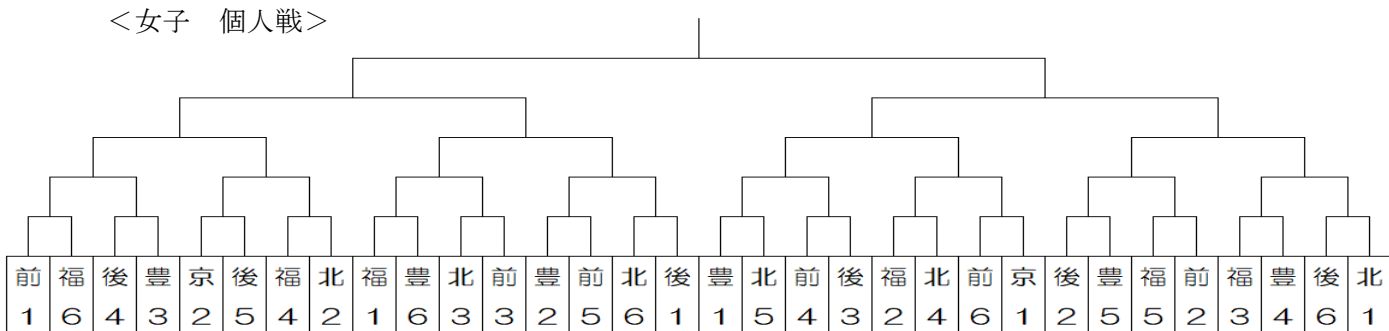 ＜女子　個人戦＞
前 福 後 豊 京 後 福 北 福 豊 北 前 豊 前 北 後 豊 北 前 後 福 北 前 京 後 豊 福 前 福 豊 後 北
1 6 4 3 2 5 4 2 1 6 3 3 2 5 6 1 1 5 4 3 2 4 6 1 2 5 5 2 3 4 6 1